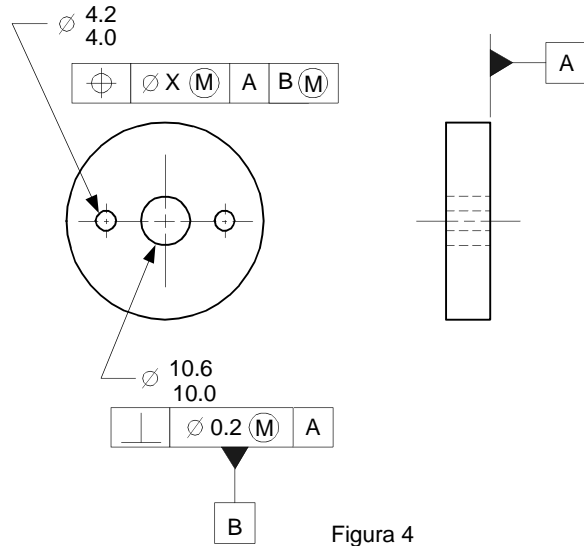 ∅ 4.2
4.0
⌖ ∅ X Ⓜ A B Ⓜ
A
∅ 10.6
10.0
⟂ ∅ 0.2 Ⓜ A
B
Figura 4